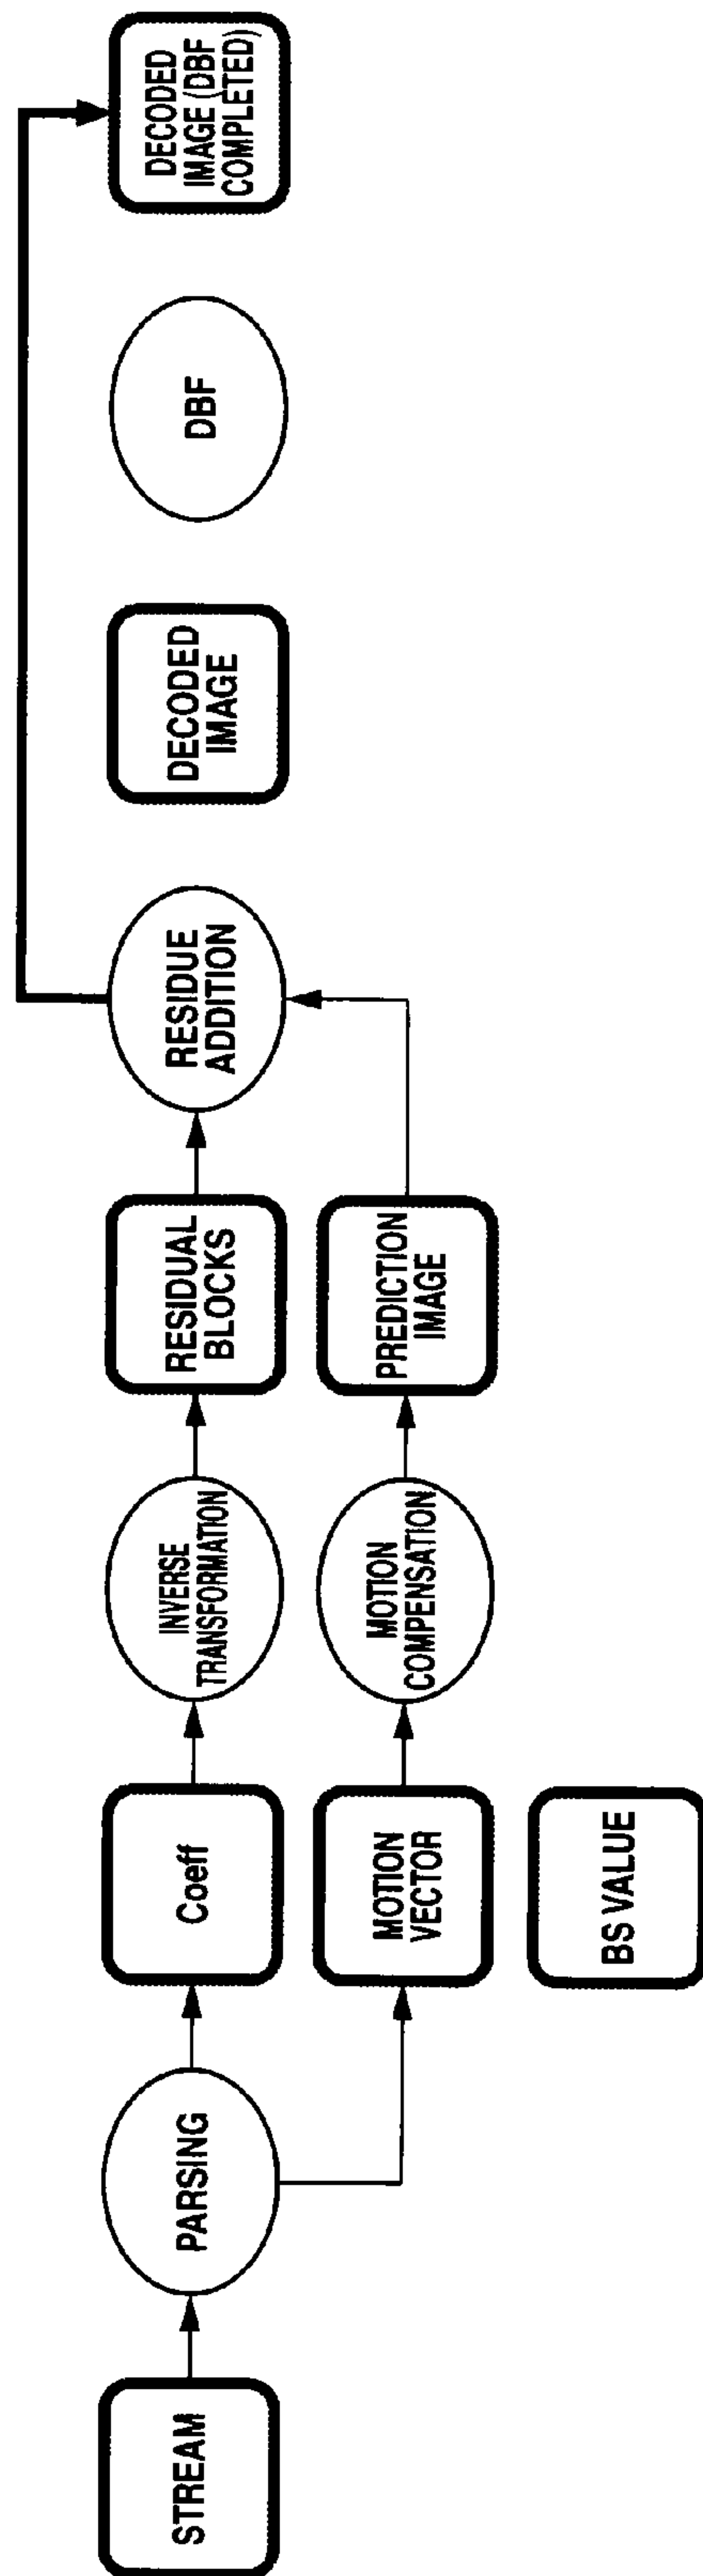 STREAM
PARSING
Coeff
INVERSE
TRANSFORMATION
RESIDUAL
BLOCKS
RESIDUE
ADDITION
DECODED
IMAGE
DBF
DECODED
IMAGE (DBF
COMPLETED)
MOTION
VECTOR
MOTION
COMPENSATION
PREDICTION
IMAGE
BS VALUE